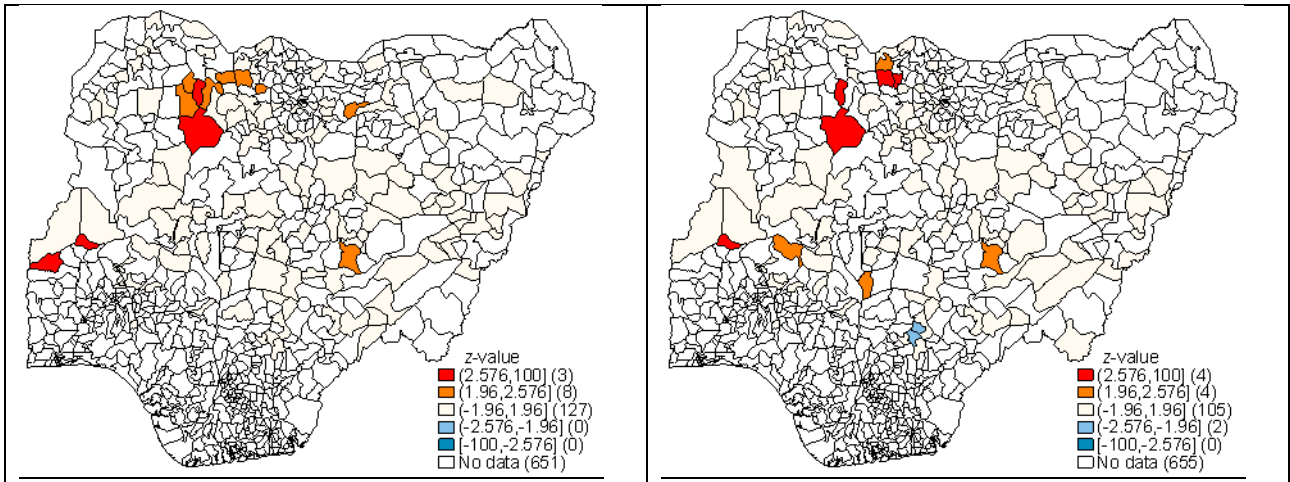 z-value
(2.576,100] (3)
(1.96,2.576] (8)
(-1.96,1.96] (127)
(-2.576,-1.96] (0)
[-100,-2.576] (0)
No data (651)
z-value
(2.576,100] (4)
(1.96,2.576] (4)
(-1.96,1.96] (105)
(-2.576,-1.96] (2)
[-100,-2.576] (0)
No data (655)